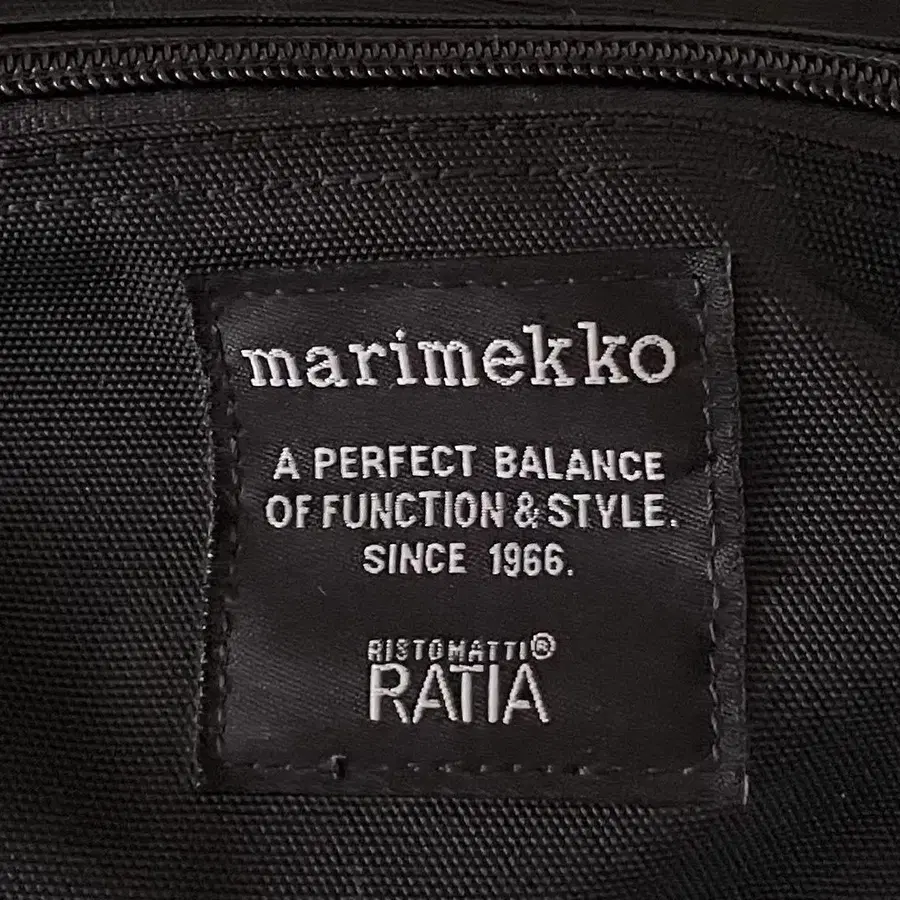 marimekko
A PERFECT BALANCE
OF FUNCTION & STYLE.
SINCE 1966.
RISTOMATTI®
RATIA